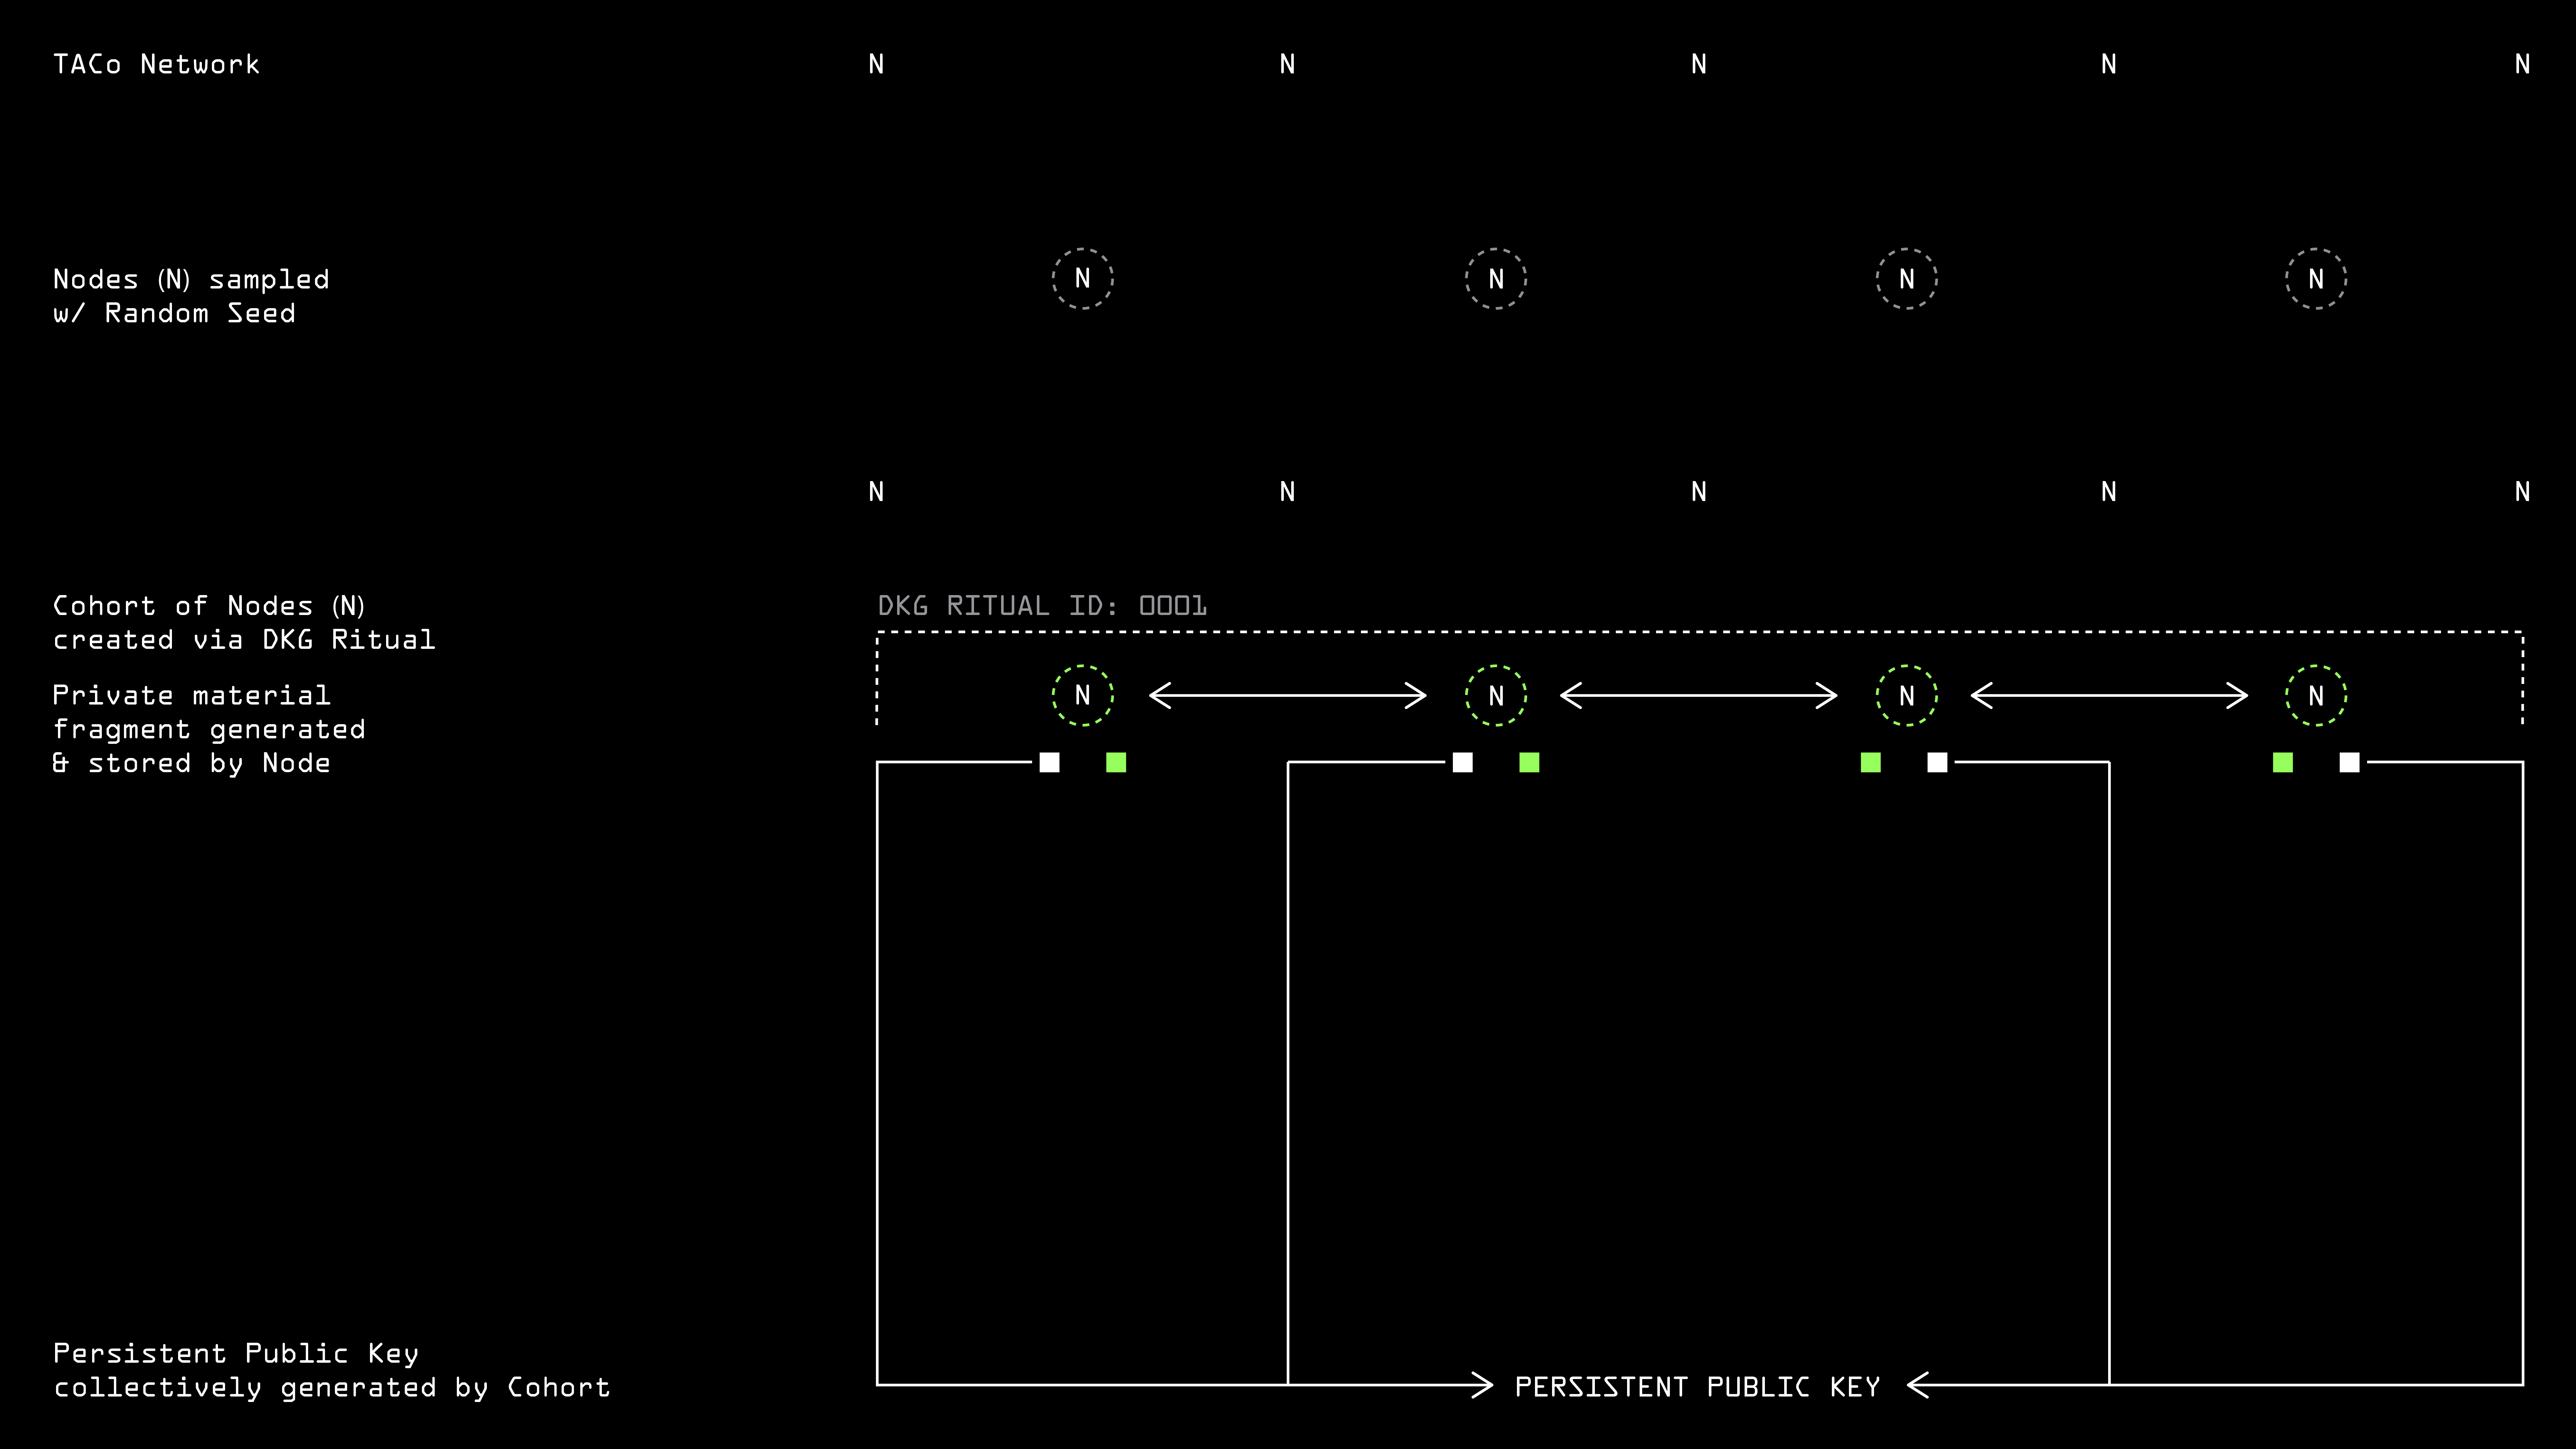 TACo Network
N N N N N
Nodes (N) sampled
w/ Random Seed
N N N N
N N N N N
Cohort of Nodes (N)
created via DKG Ritual
DKG RITUAL ID: 0001
Private material
fragment generated
& stored by Node
N N N N
Persistent Public Key
collectively generated by Cohort
PERSISTENT PUBLIC KEY